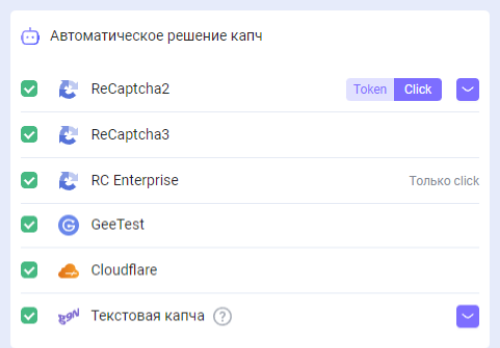 Автоматическое решение капч
ReCaptcha2 Token Click
ReCaptcha3
RC Enterprise Только click
GeeTest
Cloudflare
Текстовая капча ?